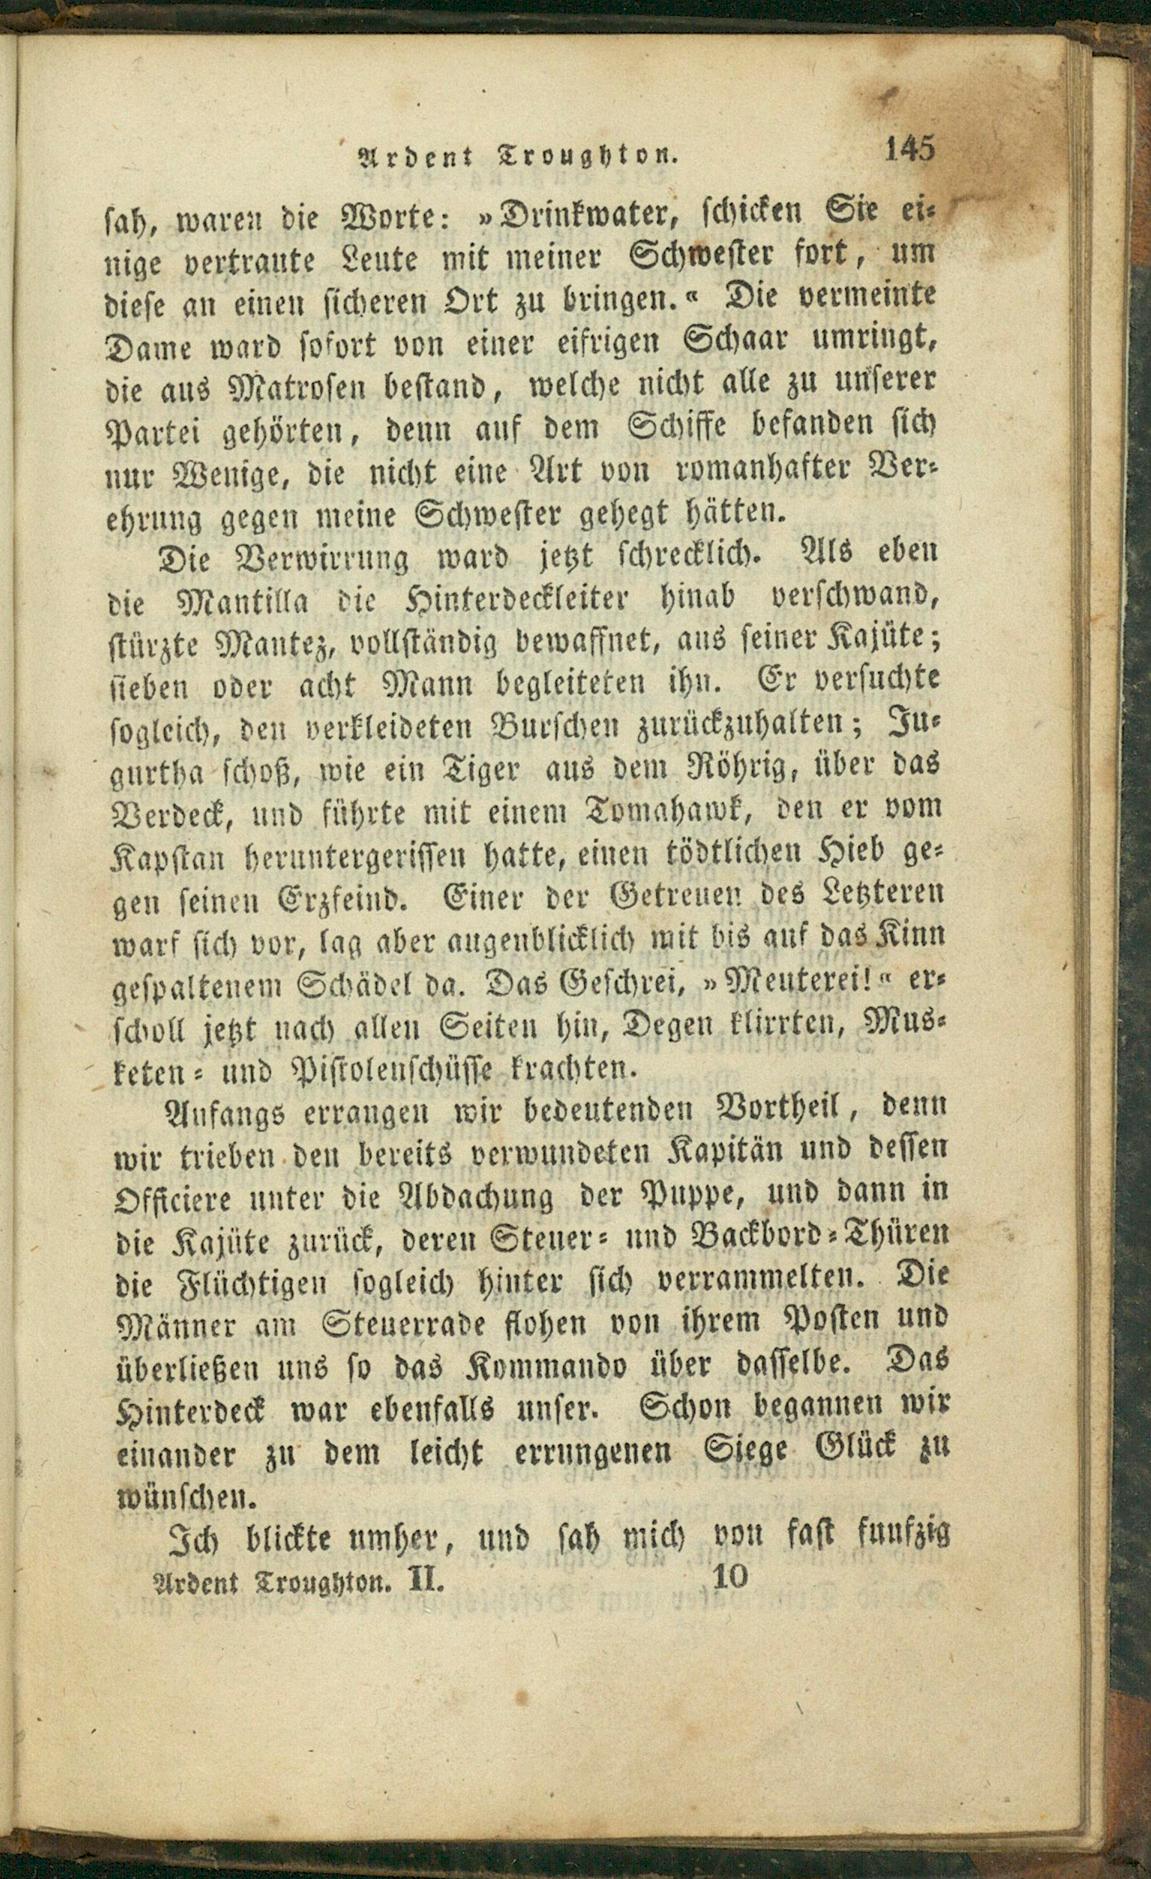 Ardent Troughton. 145
sah, waren die Worte: »Drinkwater, schicken Sie ei-
nige vertraute Leute mit meiner Schwester fort, um
diese an einen sicheren Ort zu bringen.« Die vermeinte
Dame ward sofort von einer eifrigen Schaar umringt,
die aus Matrosen bestand, welche nicht alle zu unserer
Partei gehörten, denn auf dem Schiffe befanden sich
nur Wenige, die nicht eine Art von romanhafter Ver-
ehrung gegen meine Schwester gehegt hätten.
Die Verwirrung ward jetzt schrecklich. Als eben
die Mantilla die Hinterdeckleiter hinab verschwand,
stürzte Mantez, vollständig bewaffnet, aus seiner Kajüte;
sieben oder acht Mann begleiteten ihn. Er versuchte
sogleich, den verkleideten Burschen zurückzuhalten; Ju-
gurtha schoß, wie ein Tiger aus dem Röhrig, über das
Verdeck, und führte mit einem Tomahawk, den er vom
Kapstan heruntergerissen hatte, einen tödtlichen Hieb ge-
gen seinen Erzfeind. Einer der Getreuen des Letzteren
warf sich vor, lag aber augenblicklich mit bis auf das Kinn
gespaltenem Schädel da. Das Geschrei, »Meuterei!« er-
scholl jetzt nach allen Seiten hin, Degen klirrten, Mus-
keten- und Pistolenschüsse krachten.
Anfangs errangen wir bedeutenden Vortheil, denn
wir trieben den bereits verwundeten Kapitän und dessen
Officiere unter die Abdachung der Puppe, und dann in
die Kajüte zurück, deren Steuer- und Backbord-Thüren
die Flüchtigen sogleich hinter sich verrammelten. Die
Männer am Steuerrade flohen von ihrem Posten und
überließen uns so das Kommando über dasselbe. Das
Hinterdeck war ebenfalls unser. Schon begannen wir
einander zu dem leicht errungenen Siege Glück zu
wünschen.
Ich blickte umher, und sah mich von fast funfzig
Ardent Troughton. II. 10